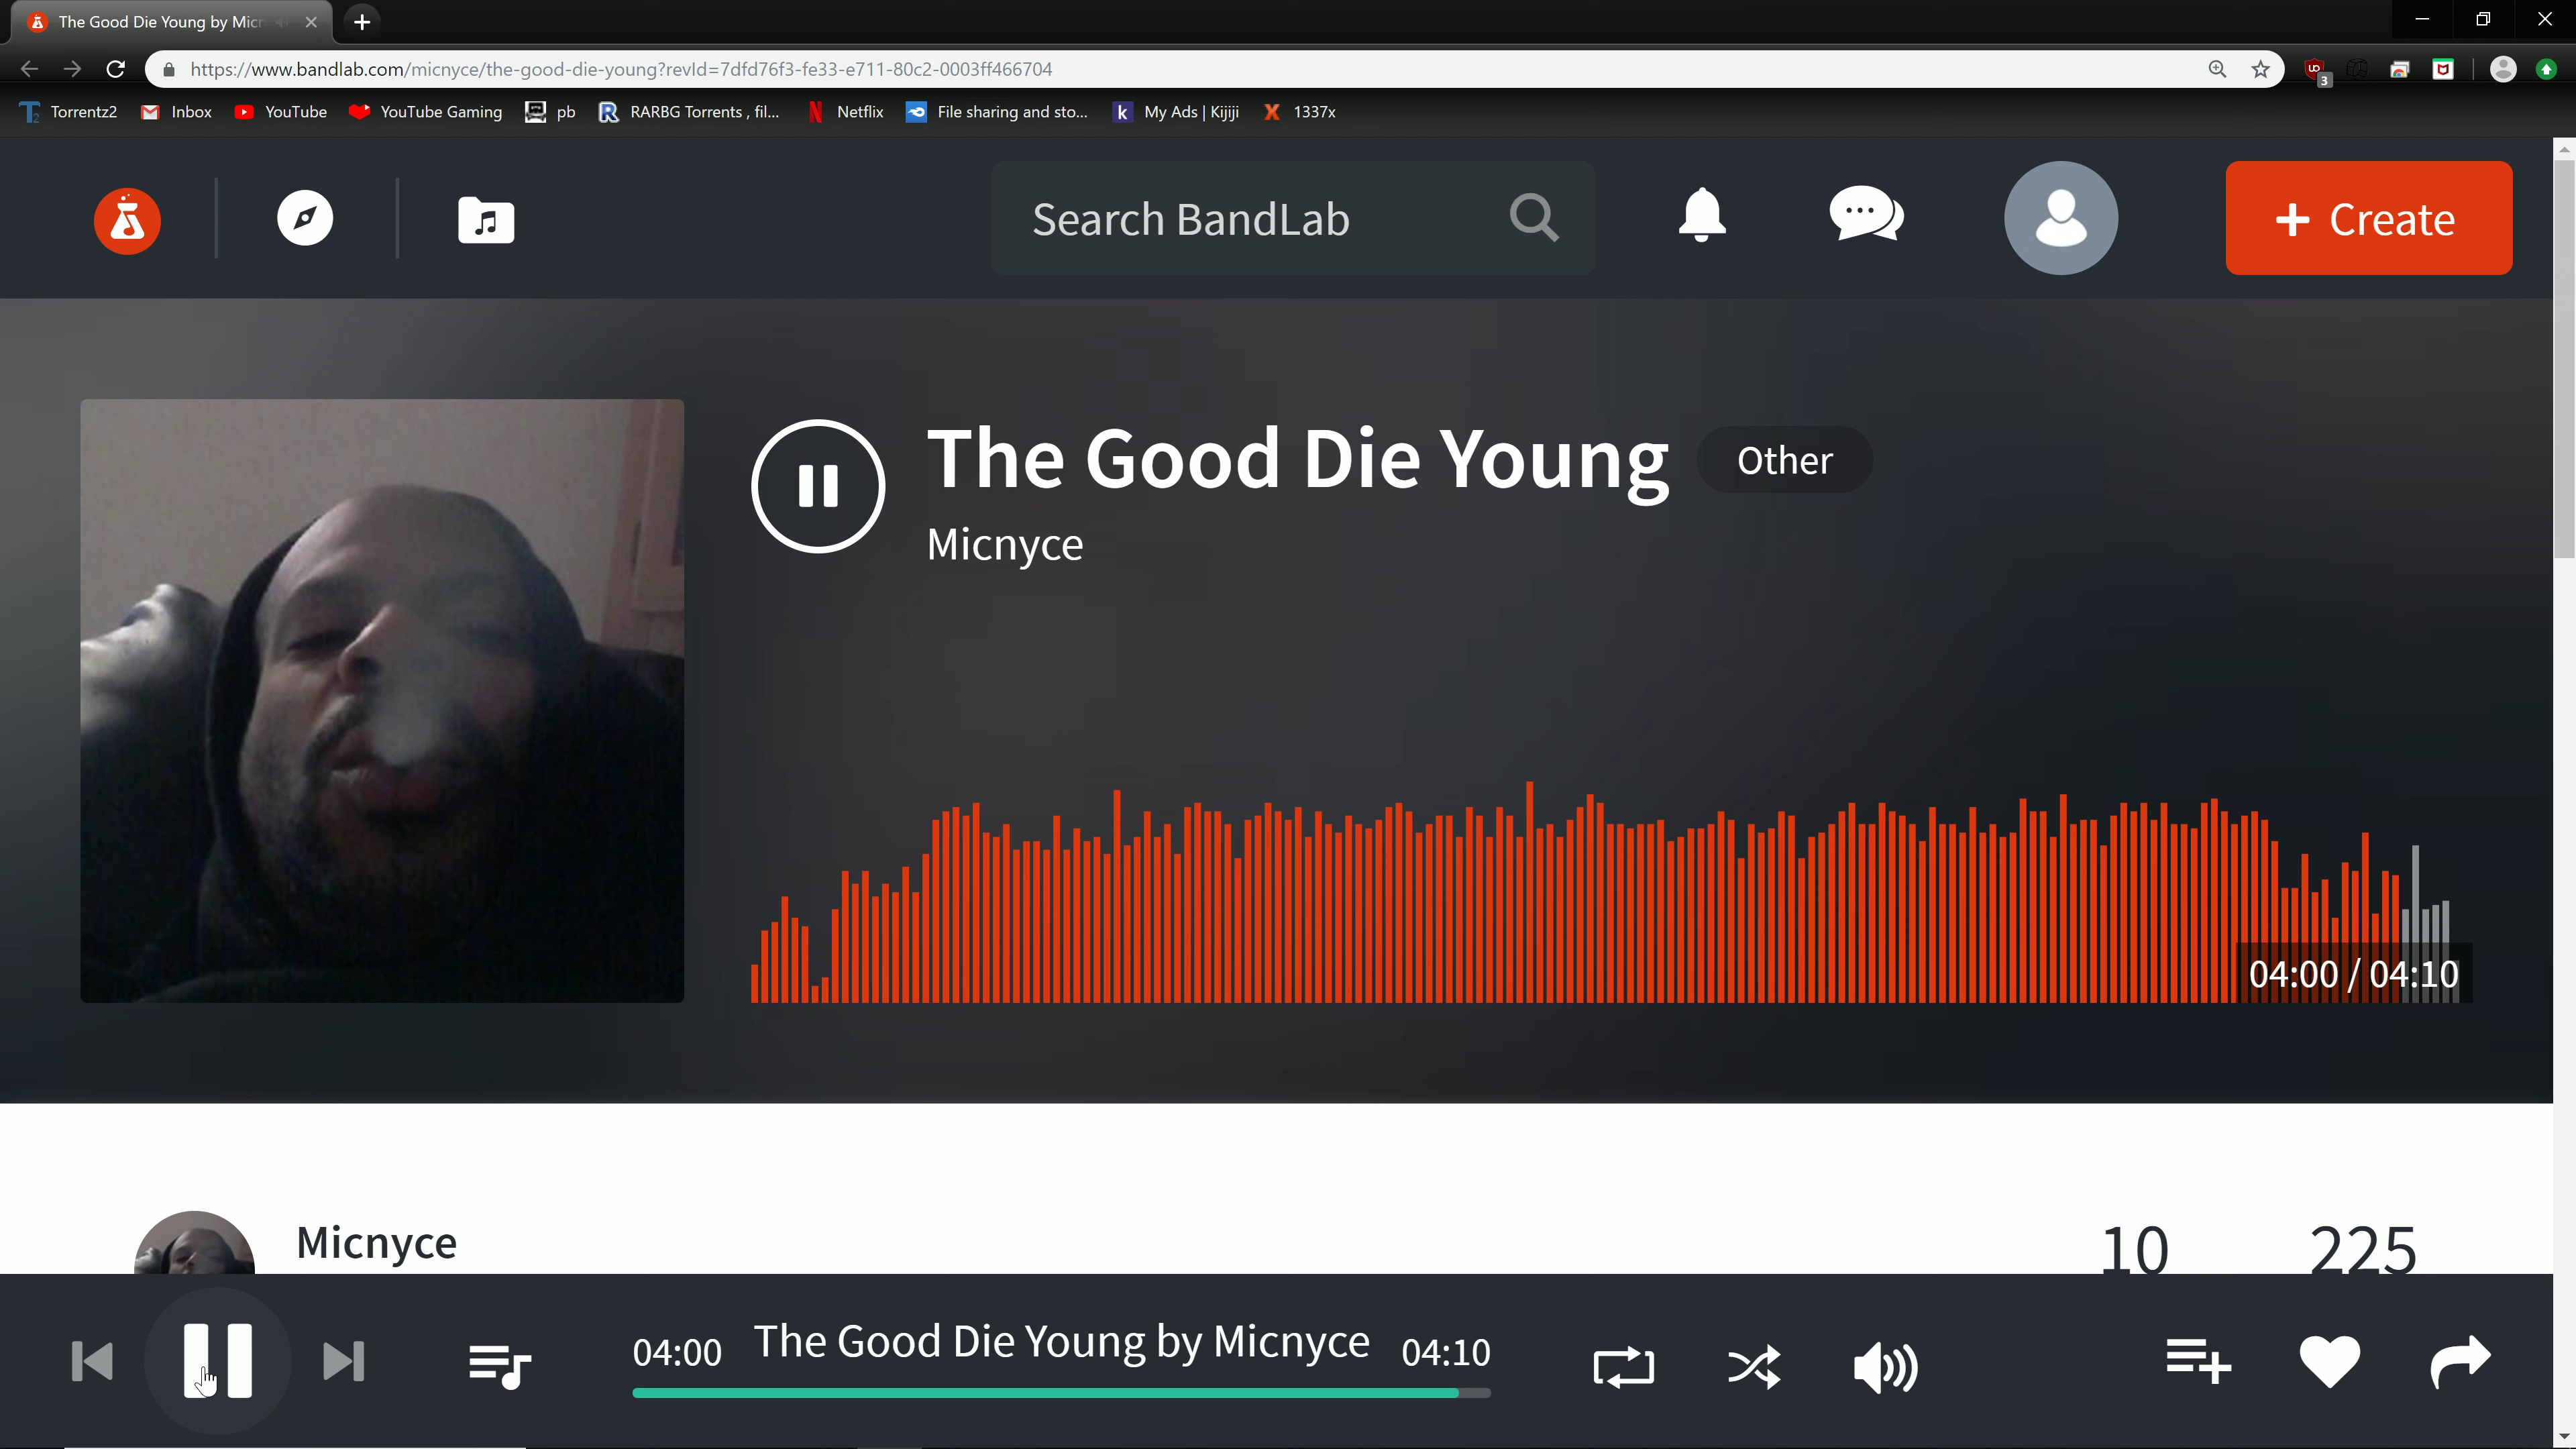 The Good Die Young by Micr
https://www.bandlab.com/micnyce/the-good-die-young?revId=7dfd76f3-fe33-e711-80c2-0003ff466704
3
Torrentz2 Inbox YouTube YouTube Gaming pb RARBG Torrents , fil... Netflix File sharing and sto... My Ads | Kijiji 1337x
Search BandLab
+ Create
The Good Die Young Other
Micnyce
04:00 / 04:10
Micnyce 10 225
04:00 The Good Die Young by Micnyce 04:10